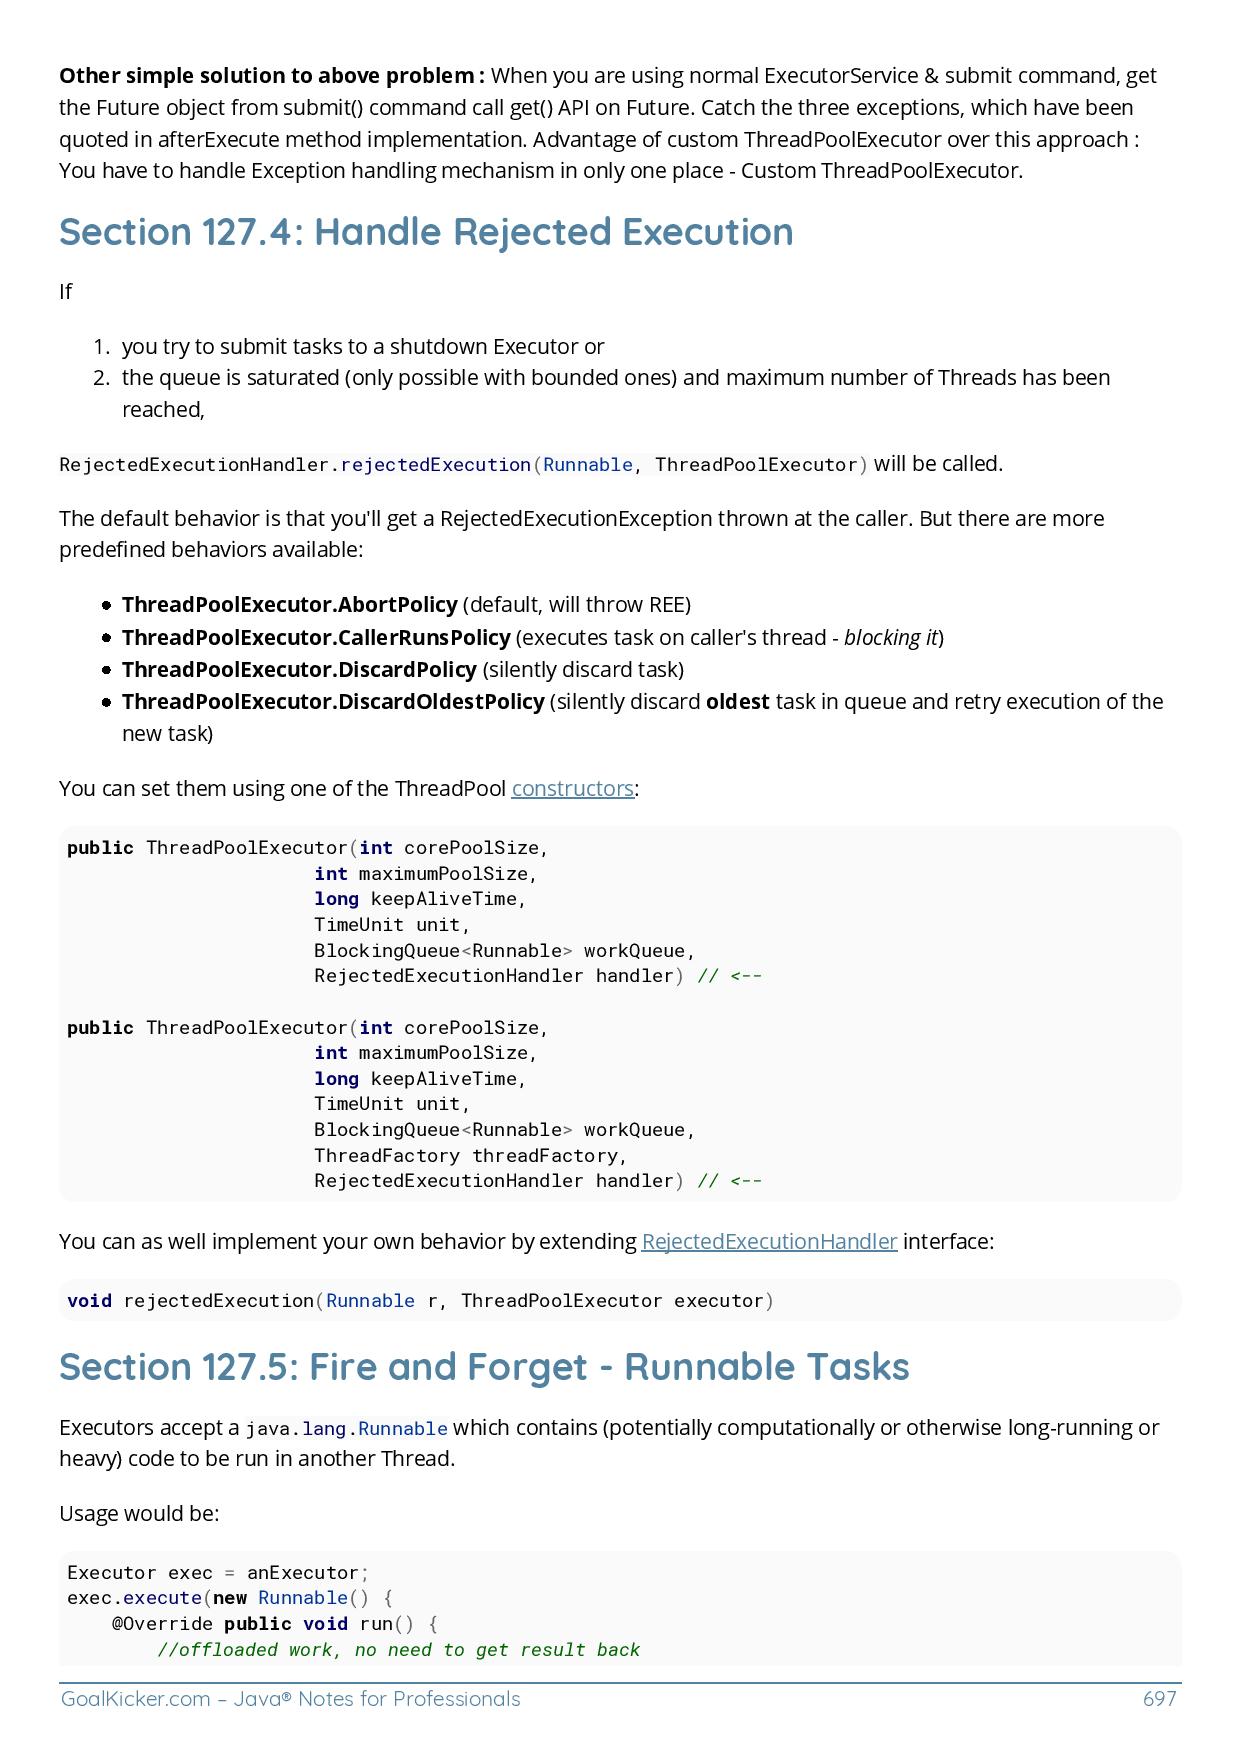 Other simple solution to above problem : When you are using normal ExecutorService & submit command, get
the Future object from submit() command call get() API on Future. Catch the three exceptions, which have been
quoted in afterExecute method implementation. Advantage of custom ThreadPoolExecutor over this approach :
You have to handle Exception handling mechanism in only one place - Custom ThreadPoolExecutor.
Section 127.4: Handle Rejected Execution
If
1. you try to submit tasks to a shutdown Executor or
2. the queue is saturated (only possible with bounded ones) and maximum number of Threads has been
reached,
RejectedExecutionHandler.rejectedExecution(Runnable, ThreadPoolExecutor) will be called.
The default behavior is that you'll get a RejectedExecutionException thrown at the caller. But there are more
predefined behaviors available:
• ThreadPoolExecutor.AbortPolicy (default, will throw REE)
• ThreadPoolExecutor.CallerRunsPolicy (executes task on caller's thread - blocking it)
• ThreadPoolExecutor.DiscardPolicy (silently discard task)
• ThreadPoolExecutor.DiscardOldestPolicy (silently discard oldest task in queue and retry execution of the
new task)
You can set them using one of the ThreadPool constructors:
public ThreadPoolExecutor(int corePoolSize,
                      int maximumPoolSize,
                      long keepAliveTime,
                      TimeUnit unit,
                      BlockingQueue<Runnable> workQueue,
                      RejectedExecutionHandler handler) // <--
public ThreadPoolExecutor(int corePoolSize,
                      int maximumPoolSize,
                      long keepAliveTime,
                      TimeUnit unit,
                      BlockingQueue<Runnable> workQueue,
                      ThreadFactory threadFactory,
                      RejectedExecutionHandler handler) // <--
You can as well implement your own behavior by extending RejectedExecutionHandler interface:
void rejectedExecution(Runnable r, ThreadPoolExecutor executor)
Section 127.5: Fire and Forget - Runnable Tasks
Executors accept a java.lang.Runnable which contains (potentially computationally or otherwise long-running or
heavy) code to be run in another Thread.
Usage would be:
Executor exec = anExecutor;
exec.execute(new Runnable() {
    @Override public void run() {
        //offloaded work, no need to get result back
GoalKicker.com – Java® Notes for Professionals 697